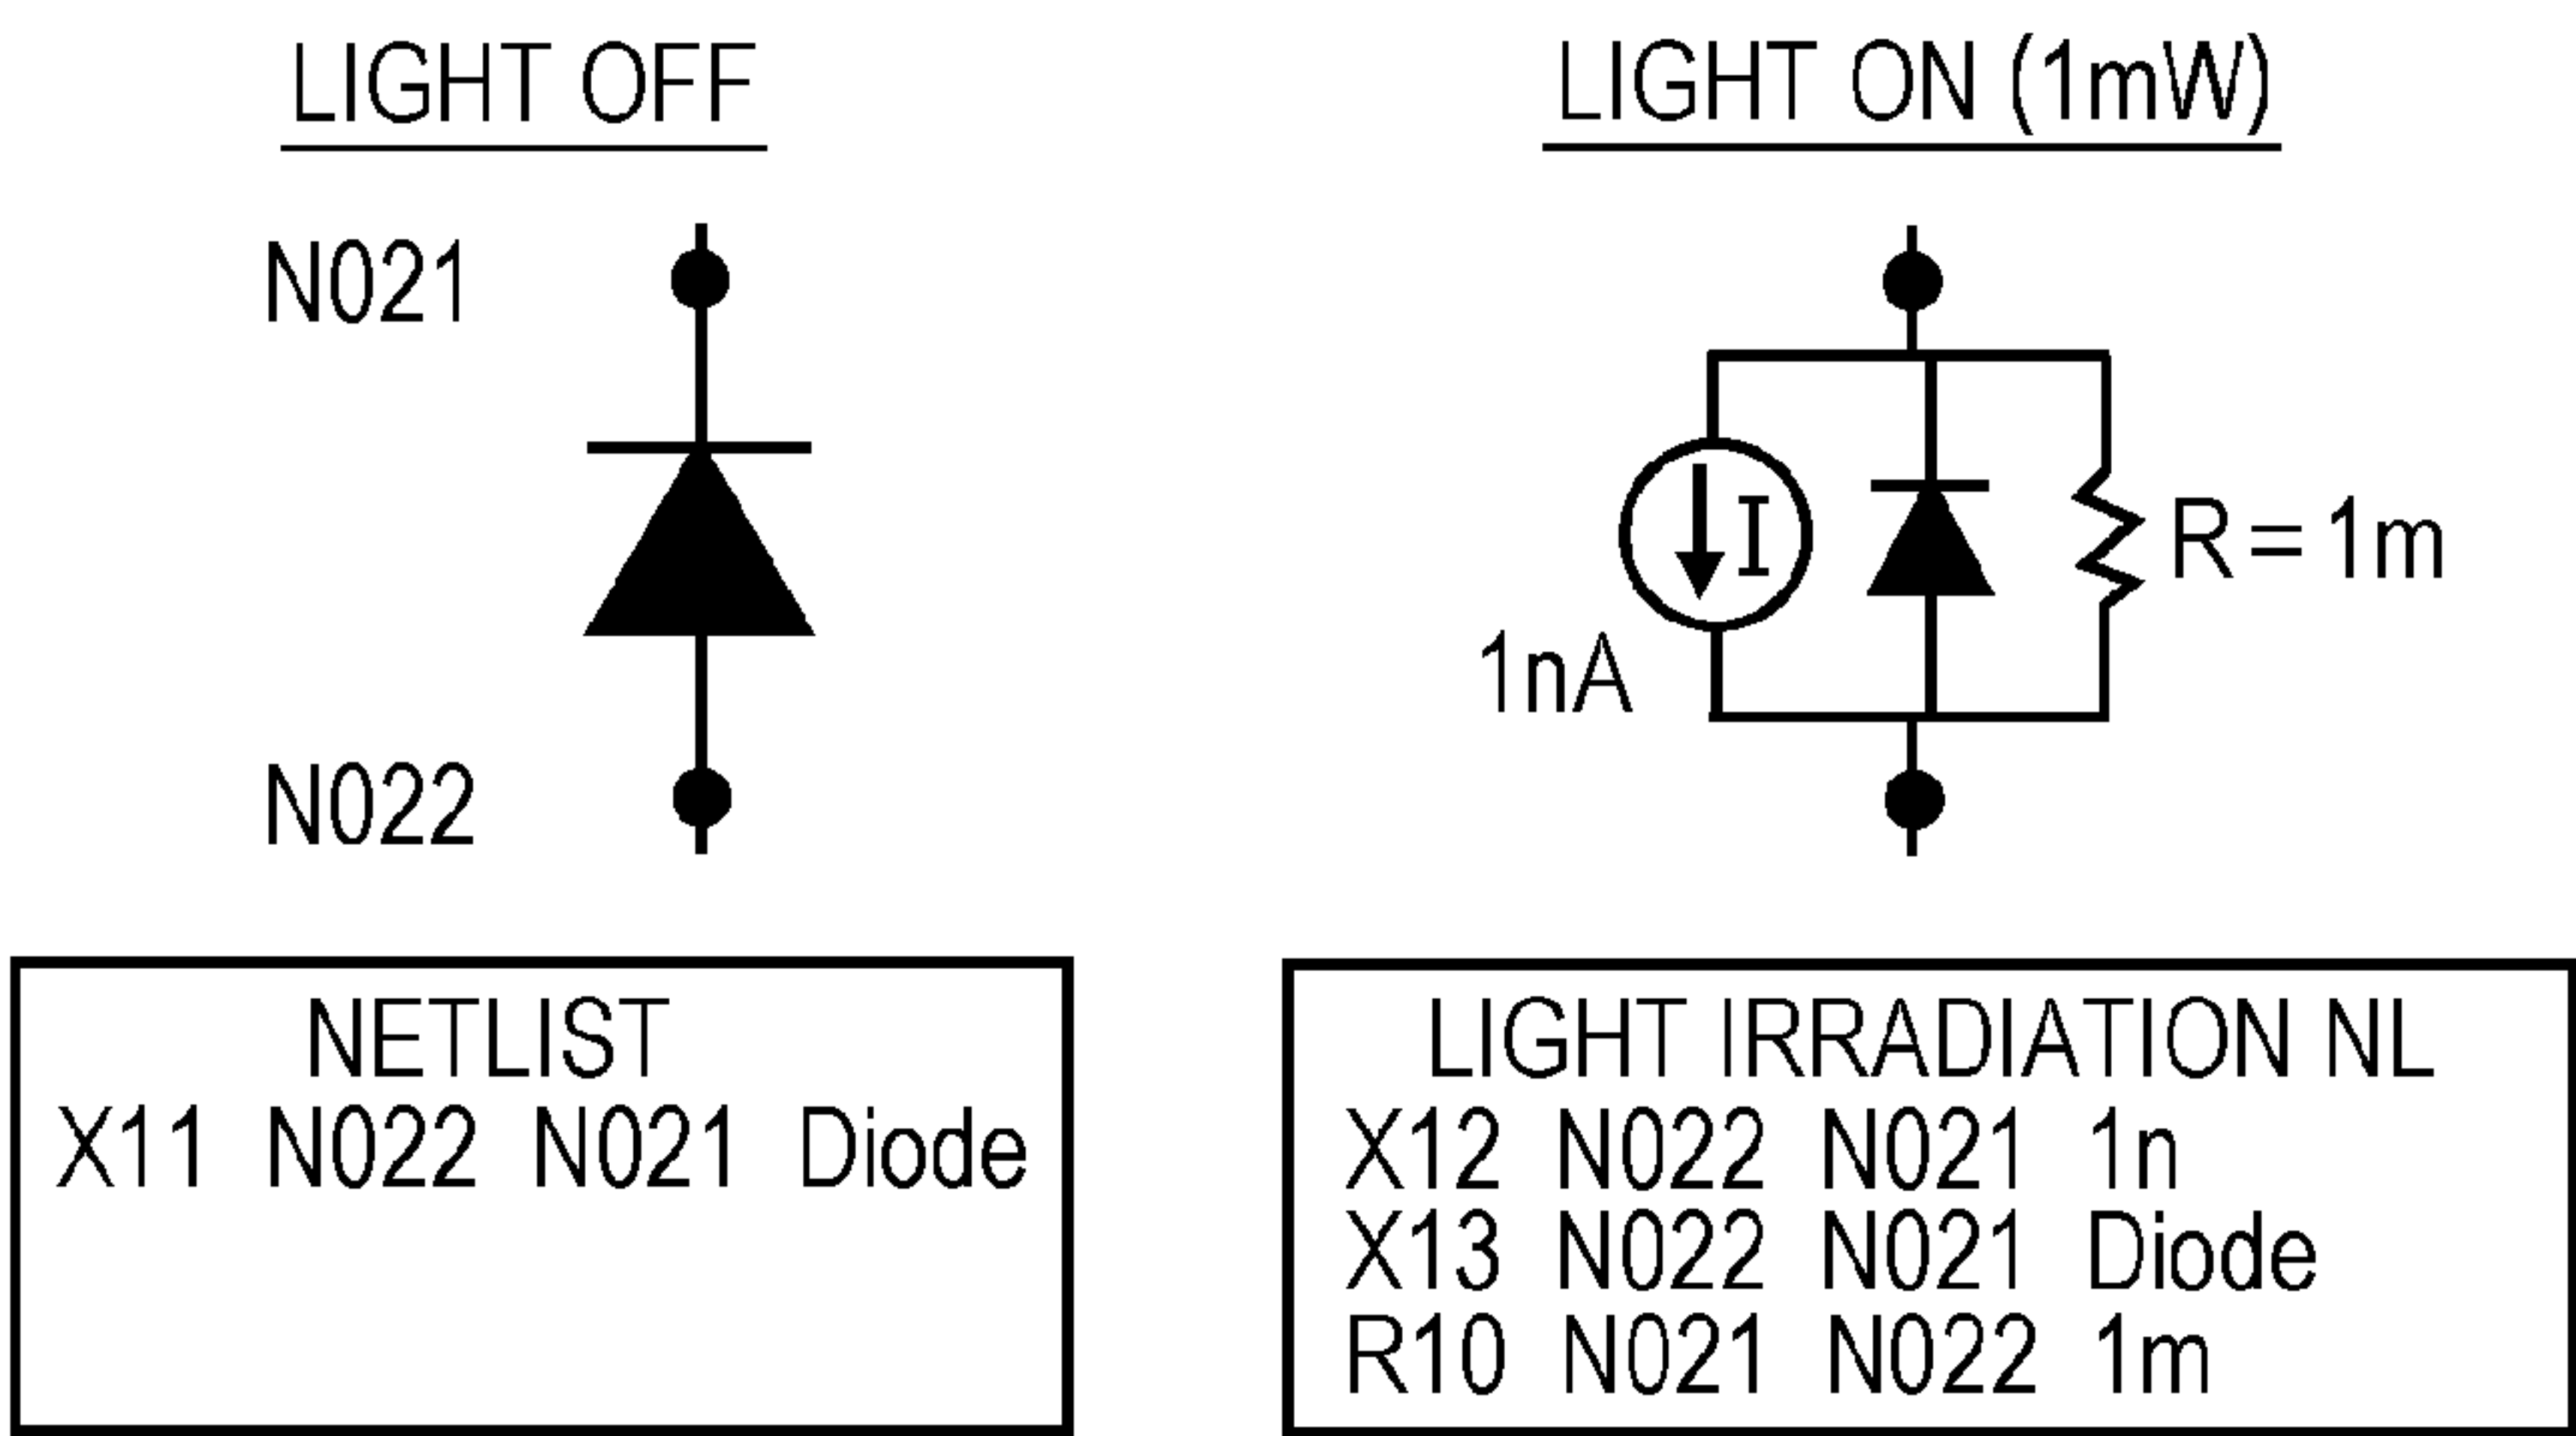 LIGHT OFF
N021
N022
NETLIST
X11 N022 N021 Diode
LIGHT ON (1mW)
I
1nA
R=1m
LIGHT IRRADIATION NL
X12 N022 N021 1n
X13 N022 N021 Diode
R10 N021 N022 1m